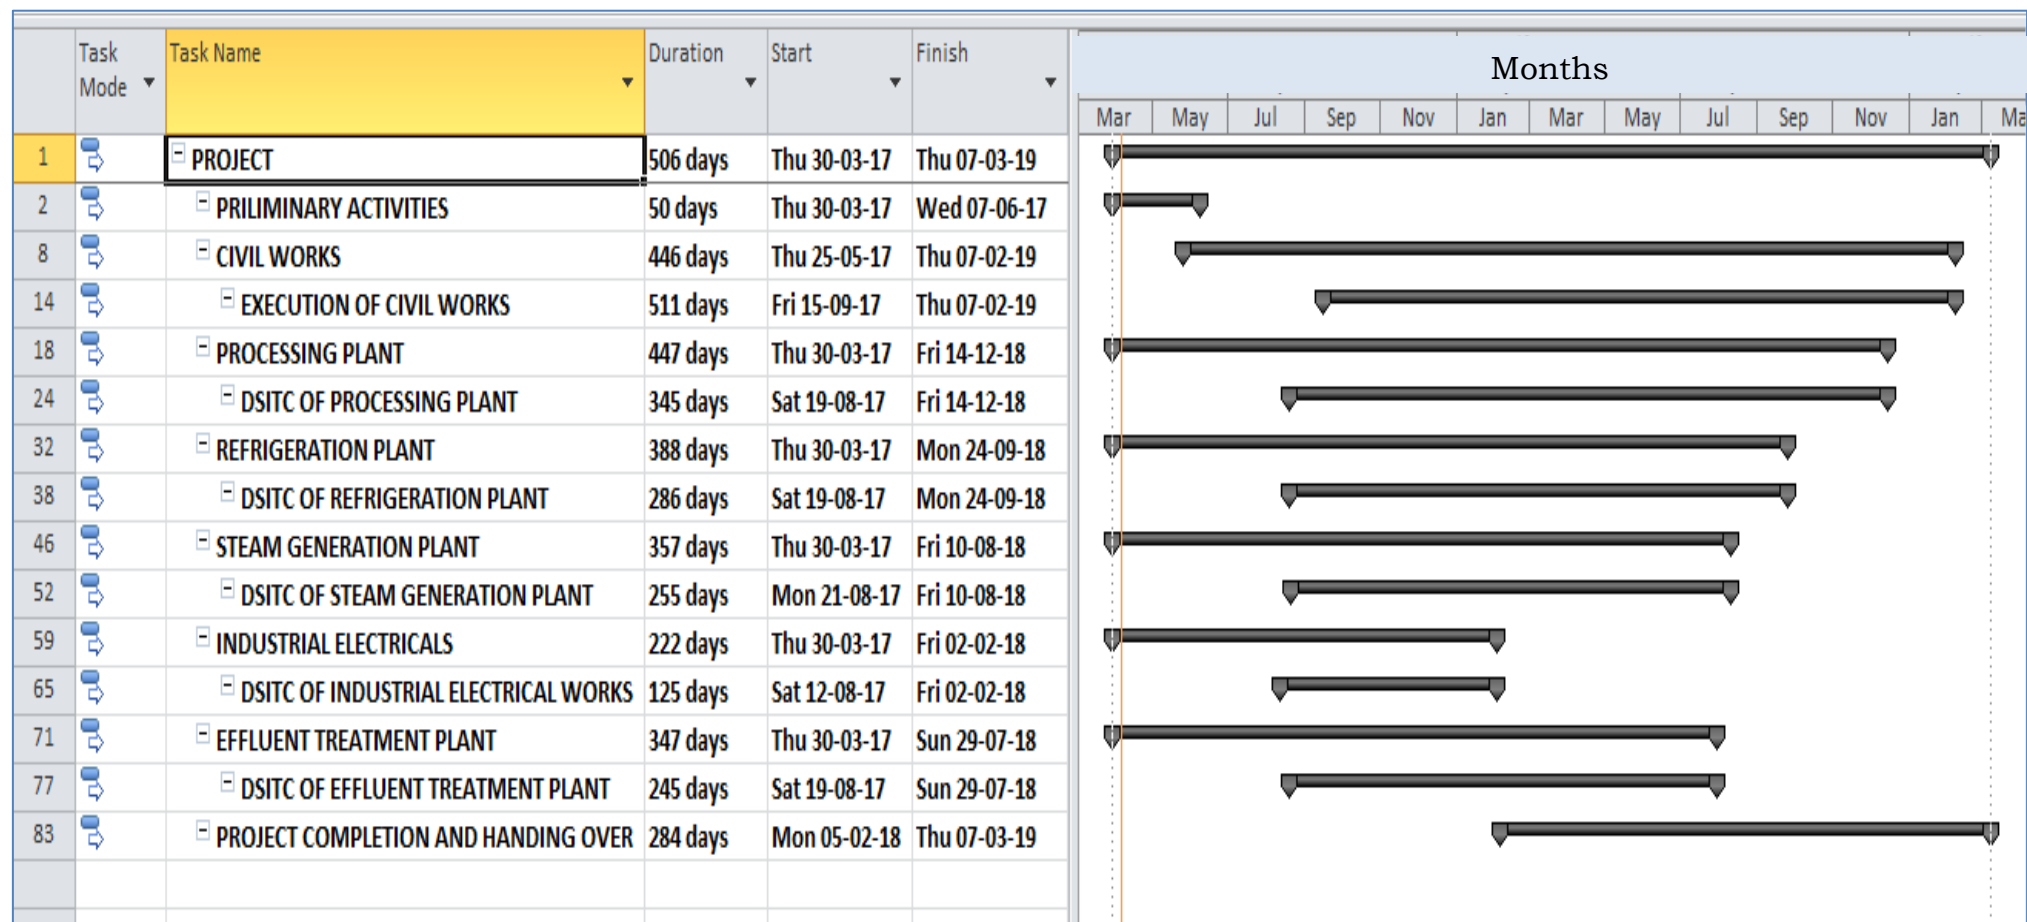 Task Mode Task Name Duration Start Finish Months
Mar May Jul Sep Nov Jan Mar May Jul Sep Nov Jan Ma
1 PROJECT 506 days Thu 30-03-17 Thu 07-03-19
2 PRILIMINARY ACTIVITIES 50 days Thu 30-03-17 Wed 07-06-17
8 CIVIL WORKS 446 days Thu 25-05-17 Thu 07-02-19
14 EXECUTION OF CIVIL WORKS 511 days Fri 15-09-17 Thu 07-02-19
18 PROCESSING PLANT 447 days Thu 30-03-17 Fri 14-12-18
24 DSITC OF PROCESSING PLANT 345 days Sat 19-08-17 Fri 14-12-18
32 REFRIGERATION PLANT 388 days Thu 30-03-17 Mon 24-09-18
38 DSITC OF REFRIGERATION PLANT 286 days Sat 19-08-17 Mon 24-09-18
46 STEAM GENERATION PLANT 357 days Thu 30-03-17 Fri 10-08-18
52 DSITC OF STEAM GENERATION PLANT 255 days Mon 21-08-17 Fri 10-08-18
59 INDUSTRIAL ELECTRICALS 222 days Thu 30-03-17 Fri 02-02-18
65 DSITC OF INDUSTRIAL ELECTRICAL WORKS 125 days Sat 12-08-17 Fri 02-02-18
71 EFFLUENT TREATMENT PLANT 347 days Thu 30-03-17 Sun 29-07-18
77 DSITC OF EFFLUENT TREATMENT PLANT 245 days Sat 19-08-17 Sun 29-07-18
83 PROJECT COMPLETION AND HANDING OVER 284 days Mon 05-02-18 Thu 07-03-19